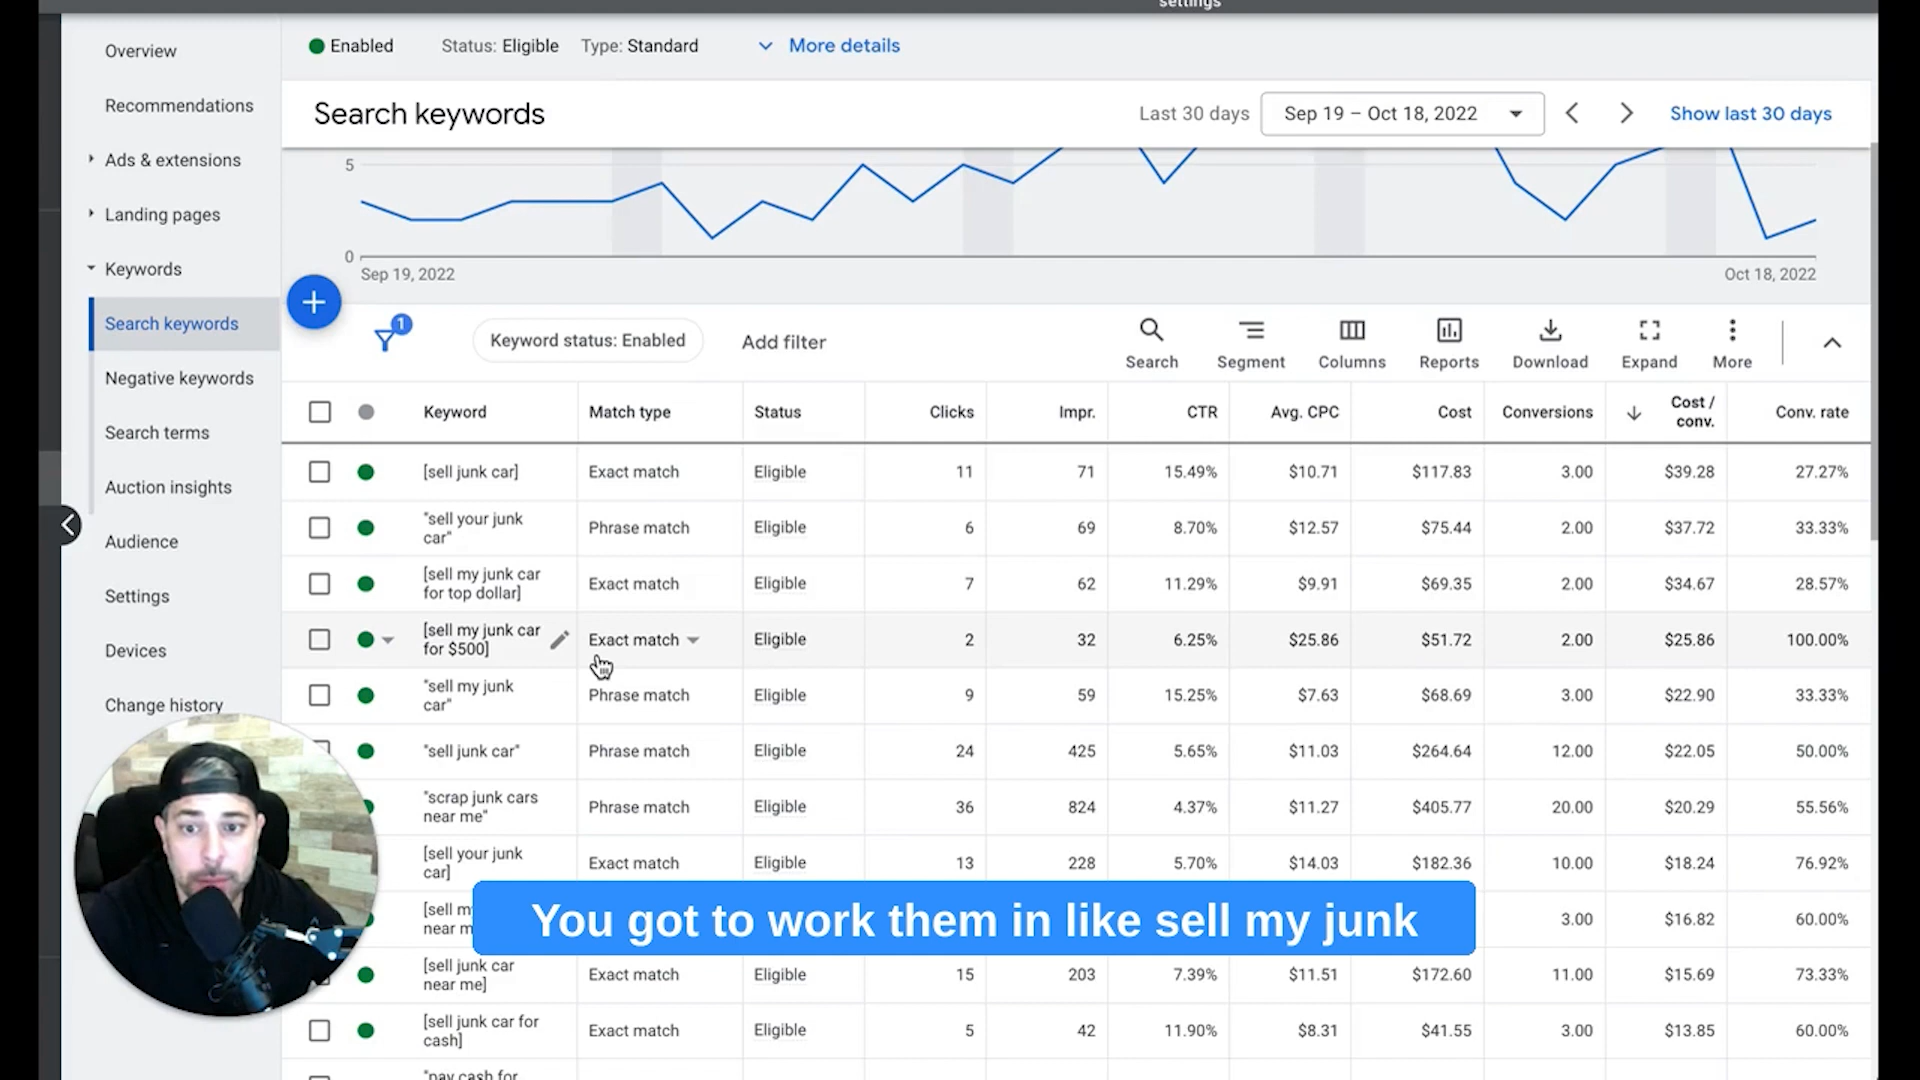 settings
Overview
Recommendations
Ads & extensions
Landing pages
Keywords
Search keywords
Negative keywords
Search terms
Auction insights
Audience
Settings
Devices
Change history
Enabled Status: Eligible Type: Standard More details
Search keywords Last 30 days Sep 19 – Oct 18, 2022 Show last 30 days
5
0
Sep 19, 2022 Oct 18, 2022
1 Keyword status: Enabled Add filter
Search Segment Columns Reports Download Expand More
Keyword Match type Status Clicks Impr. CTR Avg. CPC Cost Conversions Cost / conv. Conv. rate
[sell junk car] Exact match Eligible 11 71 15.49% $10.71 $117.83 3.00 $39.28 27.27%
"sell your junk
car" Phrase match Eligible 6 69 8.70% $12.57 $75.44 2.00 $37.72 33.33%
[sell my junk car
for top dollar] Exact match Eligible 7 62 11.29% $9.91 $69.35 2.00 $34.67 28.57%
[sell my junk car
for $500] Exact match Eligible 2 32 6.25% $25.86 $51.72 2.00 $25.86 100.00%
"sell my junk
car" Phrase match Eligible 9 59 15.25% $7.63 $68.69 3.00 $22.90 33.33%
"sell junk car" Phrase match Eligible 24 425 5.65% $11.03 $264.64 12.00 $22.05 50.00%
"scrap junk cars
near me" Phrase match Eligible 36 824 4.37% $11.27 $405.77 20.00 $20.29 55.56%
[sell your junk
car] Exact match Eligible 13 228 5.70% $14.03 $182.36 10.00 $18.24 76.92%
[sell
near 3.00 $16.82 60.00%
You got to work them in like sell my junk
[sell junk car
near me] Exact match Eligible 15 203 7.39% $11.51 $172.60 11.00 $15.69 73.33%
[sell junk car for
cash] Exact match Eligible 5 42 11.90% $8.31 $41.55 3.00 $13.85 60.00%
"pay cash for